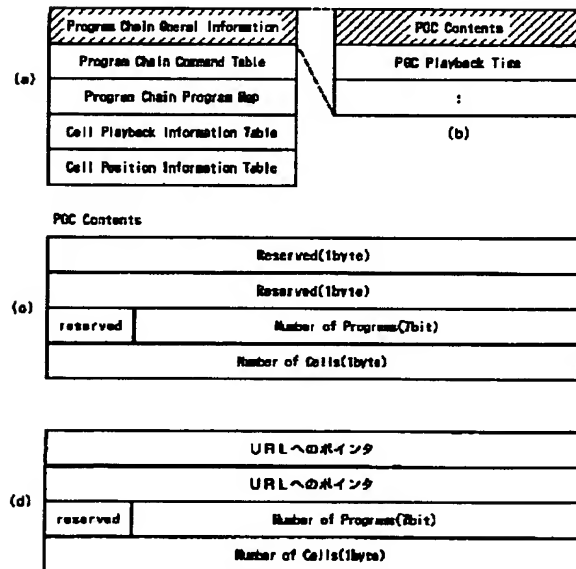 Program Chain Gneral Information
PGC Contents
(a)
Program Chain Command Table
PGC Playback Time
Program Chain Program Map
:
Cell Playback Information Table
(b)
Cell Position Information Table
PGC Contents
Reserved(1byte)
Reserved(1byte)
(c)
reserved
Number of Programs(7bit)
Number of Cells(1byte)
URLへのポインタ
URLへのポインタ
(d)
reserved
Number of Programs(7bit)
Number of Cells(1byte)